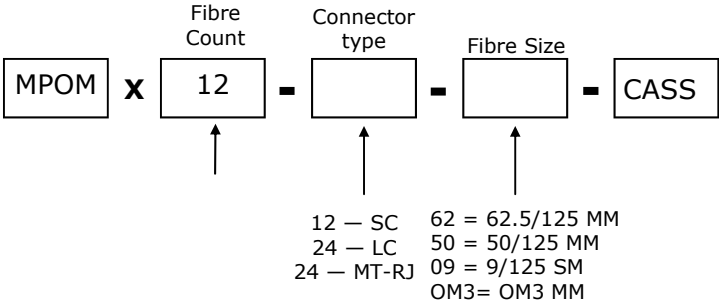 Fibre
Count
Connector
type
Fibre Size
MPOM x 12 - - - CASS
12 — SC
24 — LC
24 — MT-RJ
62 = 62.5/125 MM
50 = 50/125 MM
09 = 9/125 SM
OM3= OM3 MM